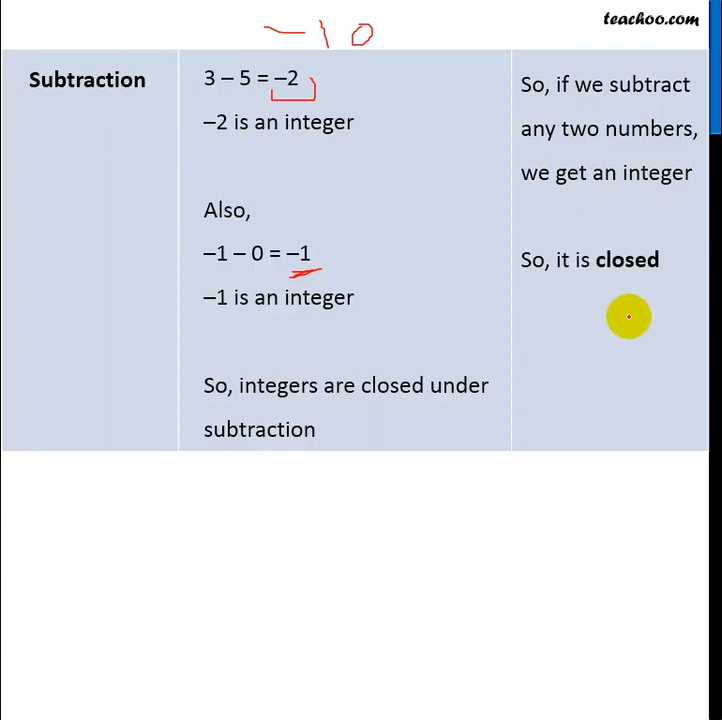 teachoo.com
–10
Subtraction
3 – 5 = –2
–2 is an integer
Also,
–1 – 0 = –1
–1 is an integer
So, integers are closed under
subtraction
So, if we subtract
any two numbers,
we get an integer
So, it is closed